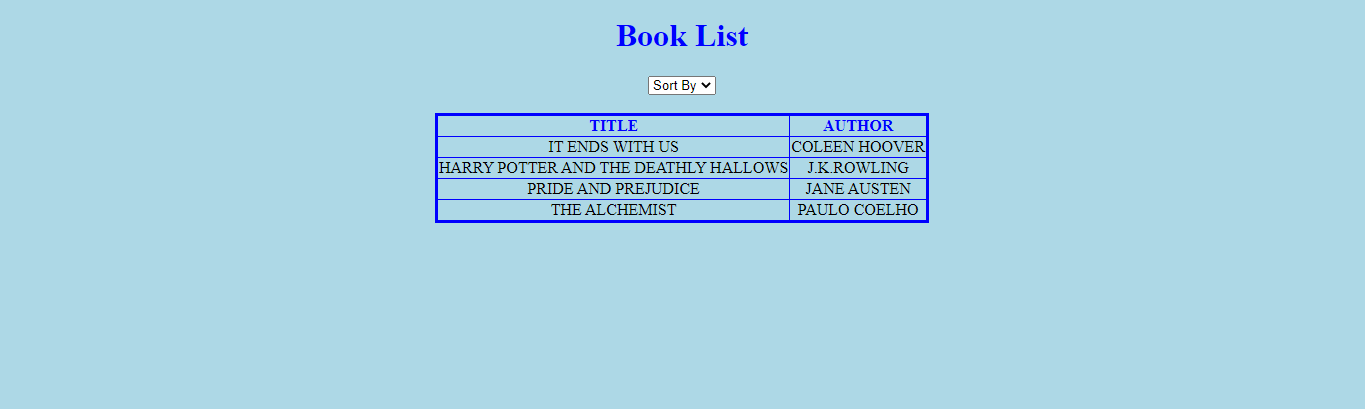 Book List
Sort By
TITLE AUTHOR
IT ENDS WITH US COLEEN HOOVER
HARRY POTTER AND THE DEATHLY HALLOWS J.K.ROWLING
PRIDE AND PREJUDICE JANE AUSTEN
THE ALCHEMIST PAULO COELHO